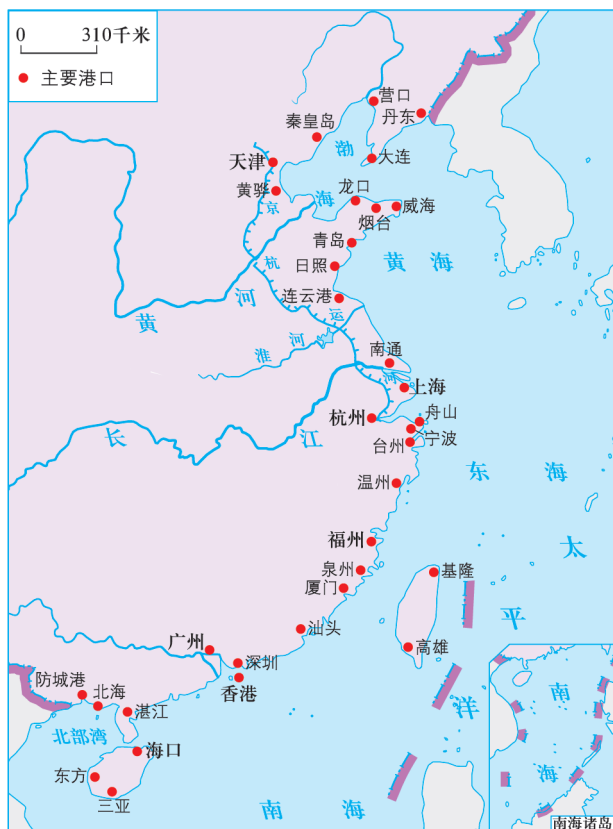 0 310千米
主要港口
营口
丹东
秦皇岛
渤
天津
大连
黄骅
海
龙口
京
威海
烟台
青岛
黄 海
日照
杭
连云港
运
黄 河
淮 河
南通
河
上海
杭州
舟山
长 江
宁波
台州
东 海
温州
福州
太
泉州
基隆
厦门
平
汕头
广州
高雄
深圳
香港
防城港
北海
湛江
洋
南
北部湾
海口
东方
海
三亚
南 海
南海诸岛